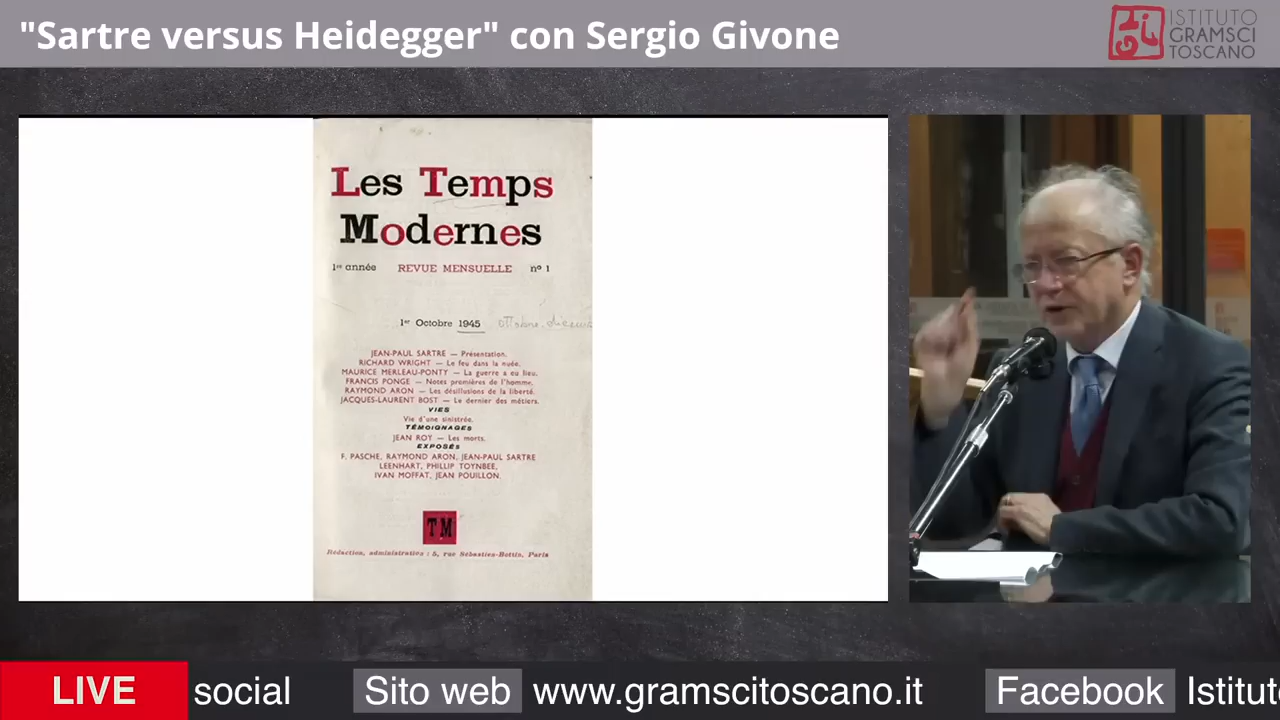 "Sartre versus Heidegger" con Sergio Givone
ISTITUTO
GRAMSCI
TOSCANO
Les Temps
Modernes
1re année REVUE MENSUELLE nº 1
1er Octobre 1945
JEAN-PAUL SARTRE — Présentation.
RICHARD WRIGHT — Le feu dans la nuée.
MAURICE MERLEAU-PONTY — La guerre a eu lieu.
FRANCIS PONGE — Notes premières de l'homme.
RAYMOND ARON — Les désillusions de la liberté.
JACQUES-LAURENT BOST — Le dernier des métiers.
VIES
Vie d'une sinistrée.
TÉMOIGNAGES
JEAN ROY — Les morts.
EXPOSÉS
F. PASCHE, RAYMOND ARON, JEAN-PAUL SARTRE
LEENHART, PHILLIP TOYNBEE,
IVAN MOFFAT, JEAN POUILLON.
TM
Rédaction, administration : 5, rue Sébastien-Bottin, Paris
LIVE social Sito web www.gramscitoscano.it Facebook Istitut